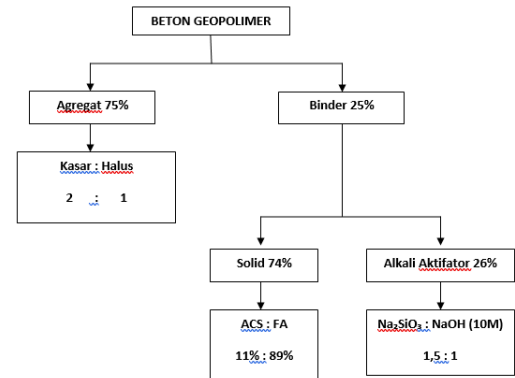 BETON GEOPOLIMER
Agregat 75%
Binder 25%
Kasar : Halus
2 : 1
Solid 74%
Alkali Aktifator 26%
ACS : FA
11% : 89%
Na₂SiO₃ : NaOH (10M)
1,5 : 1